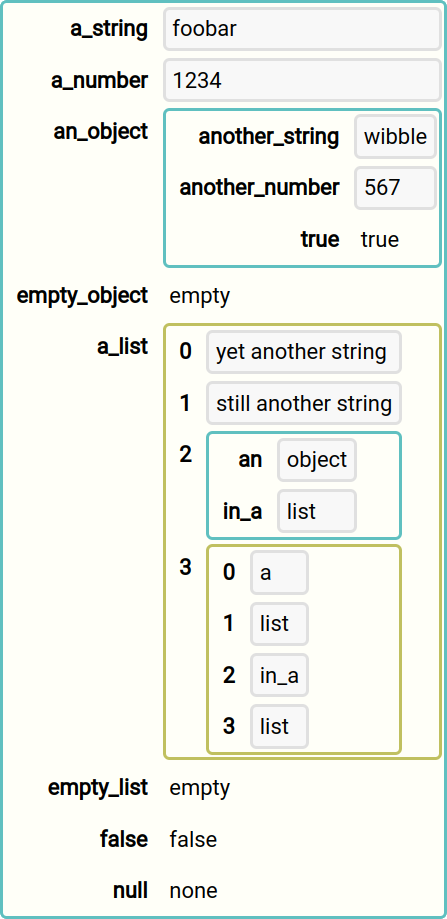 a_string foobar
a_number 1234
an_object another_string wibble
another_number 567
true true
empty_object empty
a_list 0 yet another string
1 still another string
2 an object
in_a list
3 0 a
1 list
2 in_a
3 list
empty_list empty
false false
null none